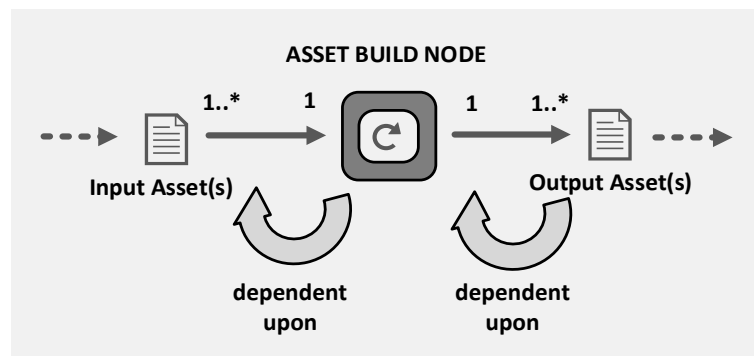 ASSET BUILD NODE
1..* 1 1 1..*
Input Asset(s) Output Asset(s)
dependent dependent
upon upon